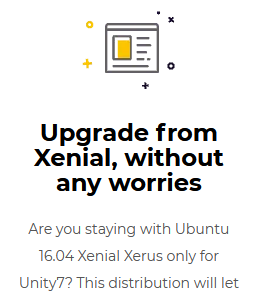 Upgrade from
Xenial, without
any worries
Are you staying with Ubuntu
16.04 Xenial Xerus only for
Unity7? This distribution will let